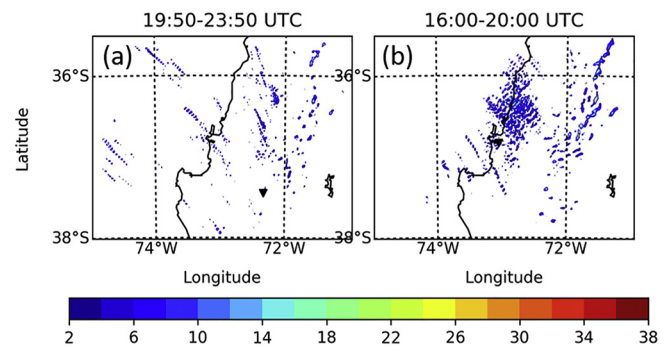 19:50-23:50 UTC 16:00-20:00 UTC
(a) (b)
36°S 36°S
Latitude
38°S 38°S
74°W 72°W 74°W 72°W
Longitude Longitude
2 6 10 14 18 22 26 30 34 38